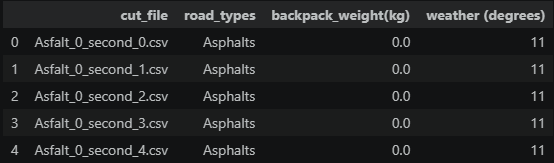 cut_file road_types backpack_weight(kg) weather (degrees)
0 Asfalt_0_second_0.csv Asphalts 0.0 11
1 Asfalt_0_second_1.csv Asphalts 0.0 11
2 Asfalt_0_second_2.csv Asphalts 0.0 11
3 Asfalt_0_second_3.csv Asphalts 0.0 11
4 Asfalt_0_second_4.csv Asphalts 0.0 11